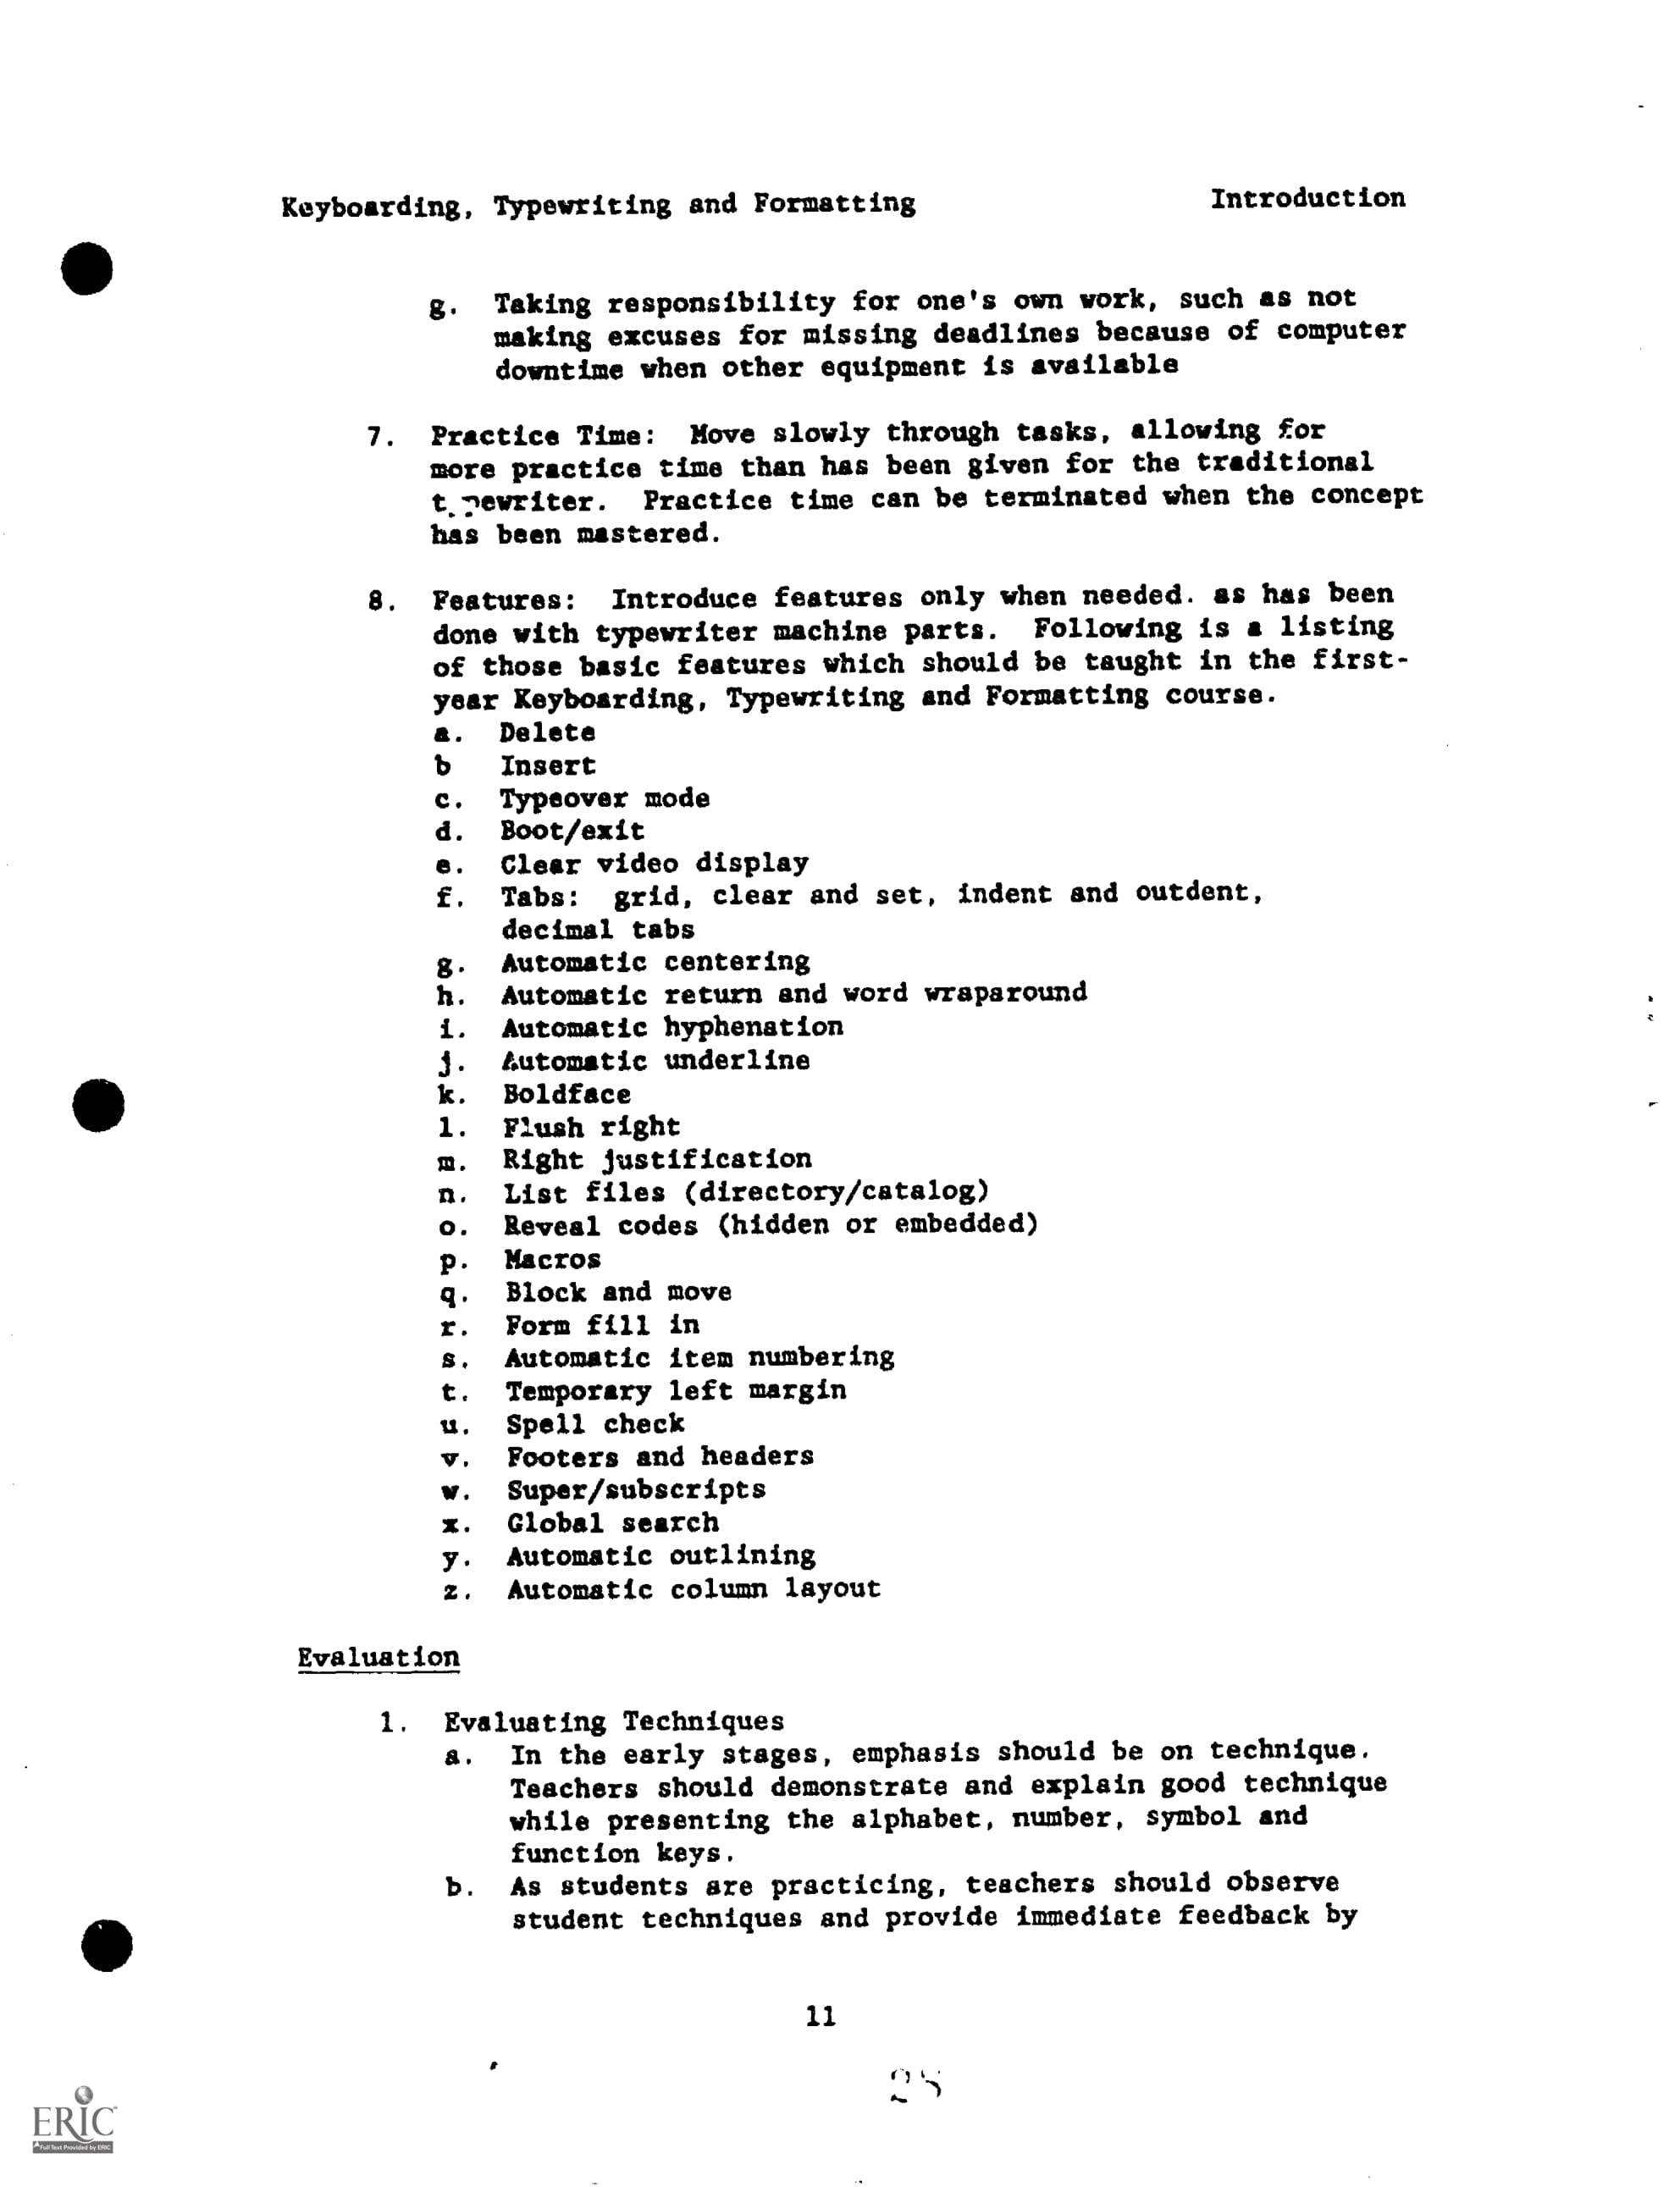 Keyboarding, Typewriting and Formatting Introduction
g. Taking responsibility for one's own work, such as not
making excuses for missing deadlines because of computer
downtime when other equipment is available
7. Practice Time: Move slowly through tasks, allowing for
more practice time than has been given for the traditional
t. pewriter. Practice time can be terminated when the concept
has been mastered.
8. Features: Introduce features only when needed. as has been
done with typewriter machine parts. Following is a listing
of those basic features which should be taught in the first-
year Keyboarding, Typewriting and Formatting course.
a. Delete
b Insert
c. Typeover mode
d. Boot/exit
e. Clear video display
f. Tabs: grid, clear and set, indent and outdent,
decimal tabs
g. Automatic centering
h. Automatic return and word wraparound
i. Automatic hyphenation
j. Automatic underline
k. Boldface
l. Flush right
m. Right justification
n. List files (directory/catalog)
o. Reveal codes (hidden or embedded)
p. Macros
q. Block and move
r. Form fill in
s. Automatic item numbering
t. Temporary left margin
u. Spell check
v. Footers and headers
w. Super/subscripts
x. Global search
y. Automatic outlining
z. Automatic column layout
Evaluation
1. Evaluating Techniques
a. In the early stages, emphasis should be on technique.
Teachers should demonstrate and explain good technique
while presenting the alphabet, number, symbol and
function keys.
b. As students are practicing, teachers should observe
student techniques and provide immediate feedback by
11
ERIC
Full Text Provided by ERIC